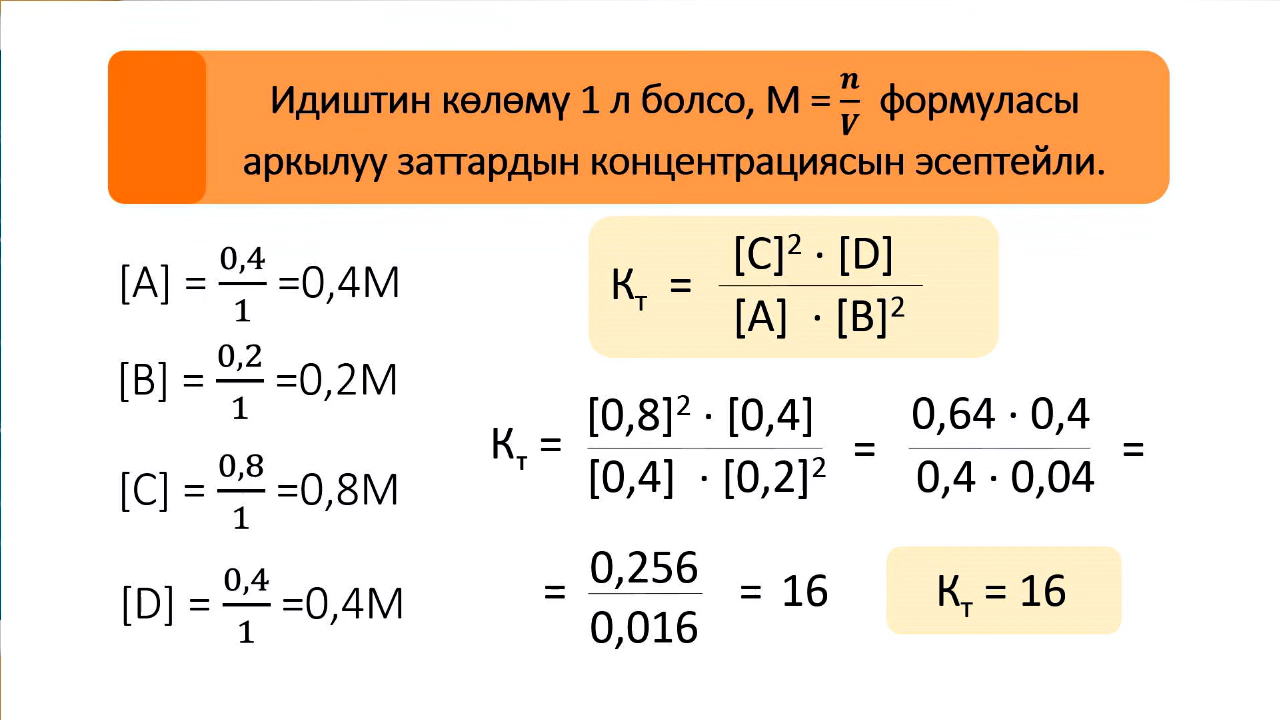 Идиштин көлөмү 1 л болсо, М = n/V формуласы
аркылуу заттардын концентрациясын эсептейли.
[A] = 0,4/1 =0,4М
[B] = 0,2/1 =0,2М
[C] = 0,8/1 =0,8М
[D] = 0,4/1 =0,4М
Кт = [C]² · [D] / [A] · [B]²
Кт = [0,8]² · [0,4] / [0,4] · [0,2]² = 0,64 · 0,4 / 0,4 · 0,04 =
= 0,256 / 0,016 = 16
Кт = 16